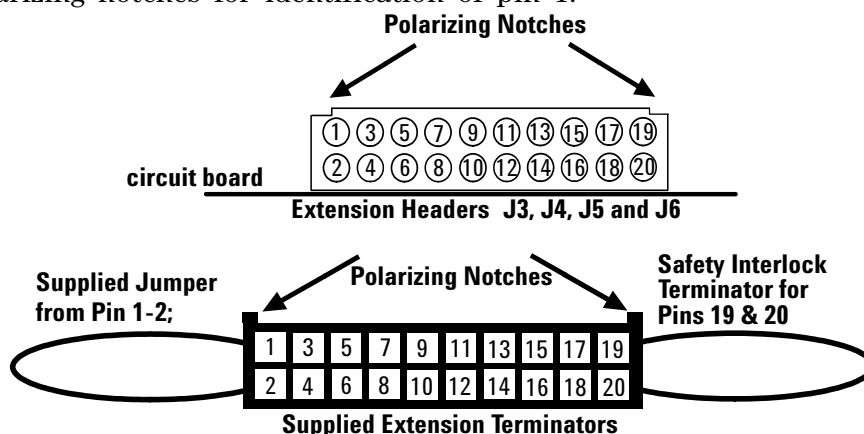 notches for identification of pin 1.
Polarizing Notches
1 3 5 7 9 11 13 15 17 19
2 4 6 8 10 12 14 16 18 20
circuit board
Extension Headers J3, J4, J5 and J6
Polarizing Notches
Supplied Jumper
from Pin 1-2;
Safety Interlock
Terminator for
Pins 19 & 20
1 3 5 7 9 11 13 15 17 19
2 4 6 8 10 12 14 16 18 20
Supplied Extension Terminators